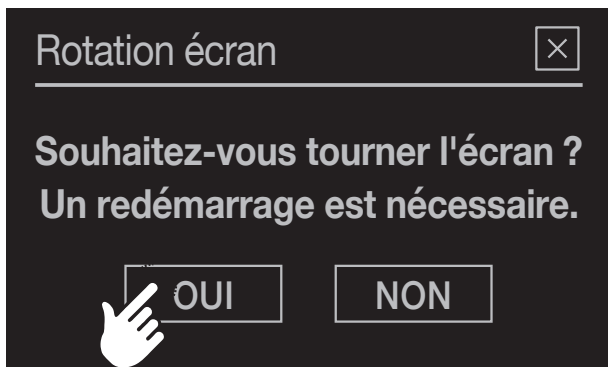 Rotation écran
Souhaitez-vous tourner l'écran ?
Un redémarrage est nécessaire.
OUI NON